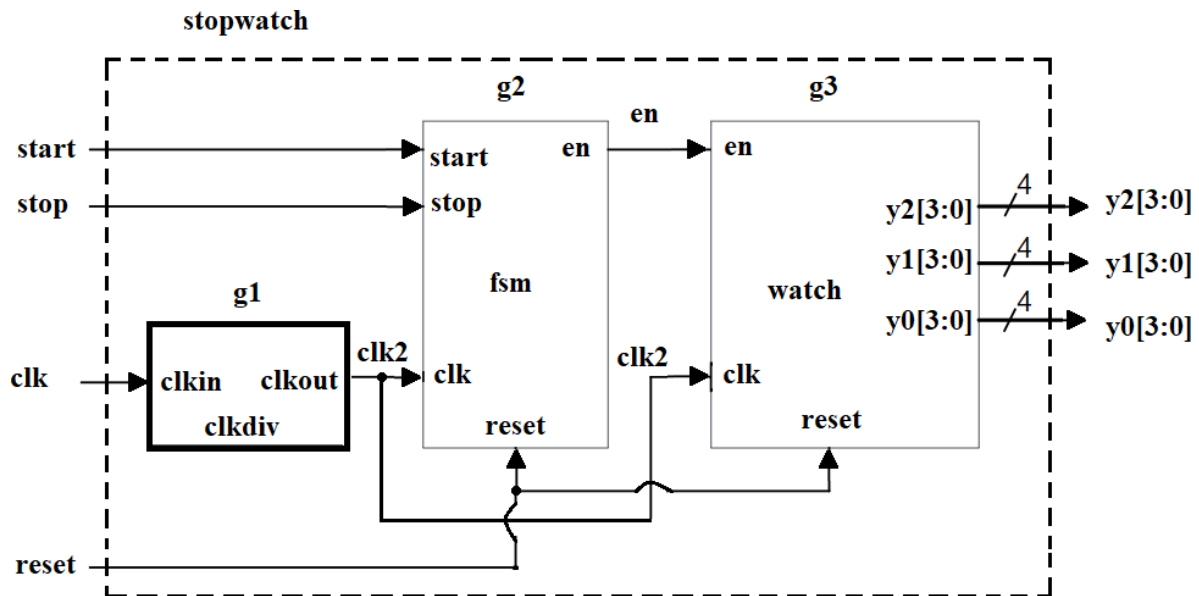 stopwatch
g2
g3
en
start
start
en
en
stop
stop
4
y2[3:0]
y2[3:0]
4
y1[3:0]
y1[3:0]
g1
fsm
watch
4
y0[3:0]
y0[3:0]
clk2
clk2
clk
clkin
clkout
clk
clk
clkdiv
reset
reset
reset